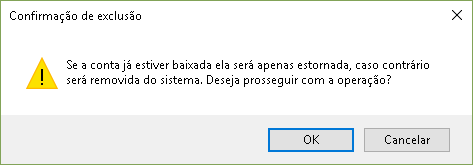 Confirmação de exclusão
Se a conta já estiver baixada ela será apenas estornada, caso contrário
será removida do sistema. Deseja prosseguir com a operação?
OK
Cancelar